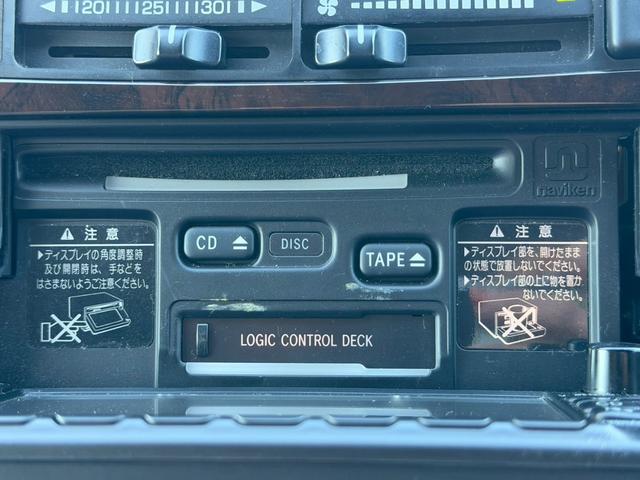 120 125 130
naviken
注意
▶ディスプレイの角度調整時
及び開閉時は、手などを
はさまないようご注意ください。
CD
DISC
TAPE
LOGIC CONTROL DECK
注意
▶ディスプレイ部を、開けたまま
の状態で放置しないでください。
▶ディスプレイ部の上に物を置か
ないでください。